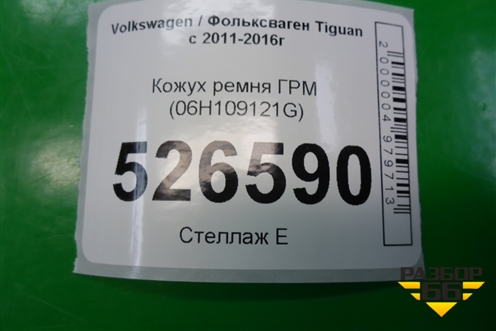 Volkswagen / Фольксваген Tiguan
с 2011-2016г
Кожух ремня ГРМ
(06H109121G)
526590
Стеллаж Е
2000004979713
РАЗБОР
66